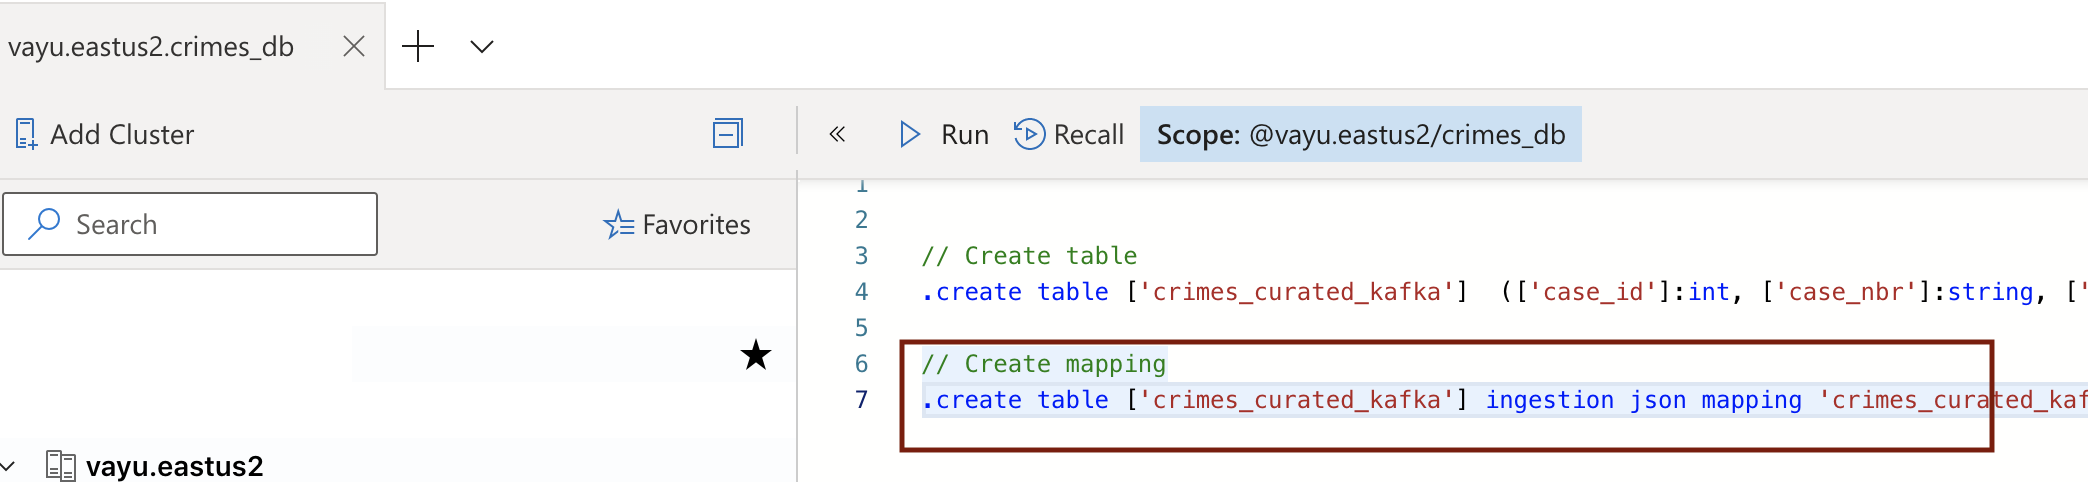 vayu.eastus2.crimes_db
Add Cluster
Run
Recall
Scope: @vayu.eastus2/crimes_db
Search
Favorites
vayu.eastus2
1
2
3 // Create table
4 .create table ['crimes_curated_kafka']  (['case_id']:int, ['case_nbr']:string, ['
5
6 // Create mapping
7 .create table ['crimes_curated_kafka'] ingestion json mapping 'crimes_curated_kaf